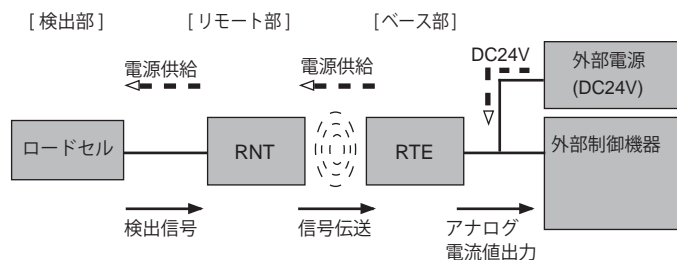 [検出部]
[リモート部]
[ベース部]
電源供給
電源供給
DC24V
外部電源
(DC24V)
ロードセル
RNT
RTE
外部制御機器
検出信号
信号伝送
アナログ
電流値出力